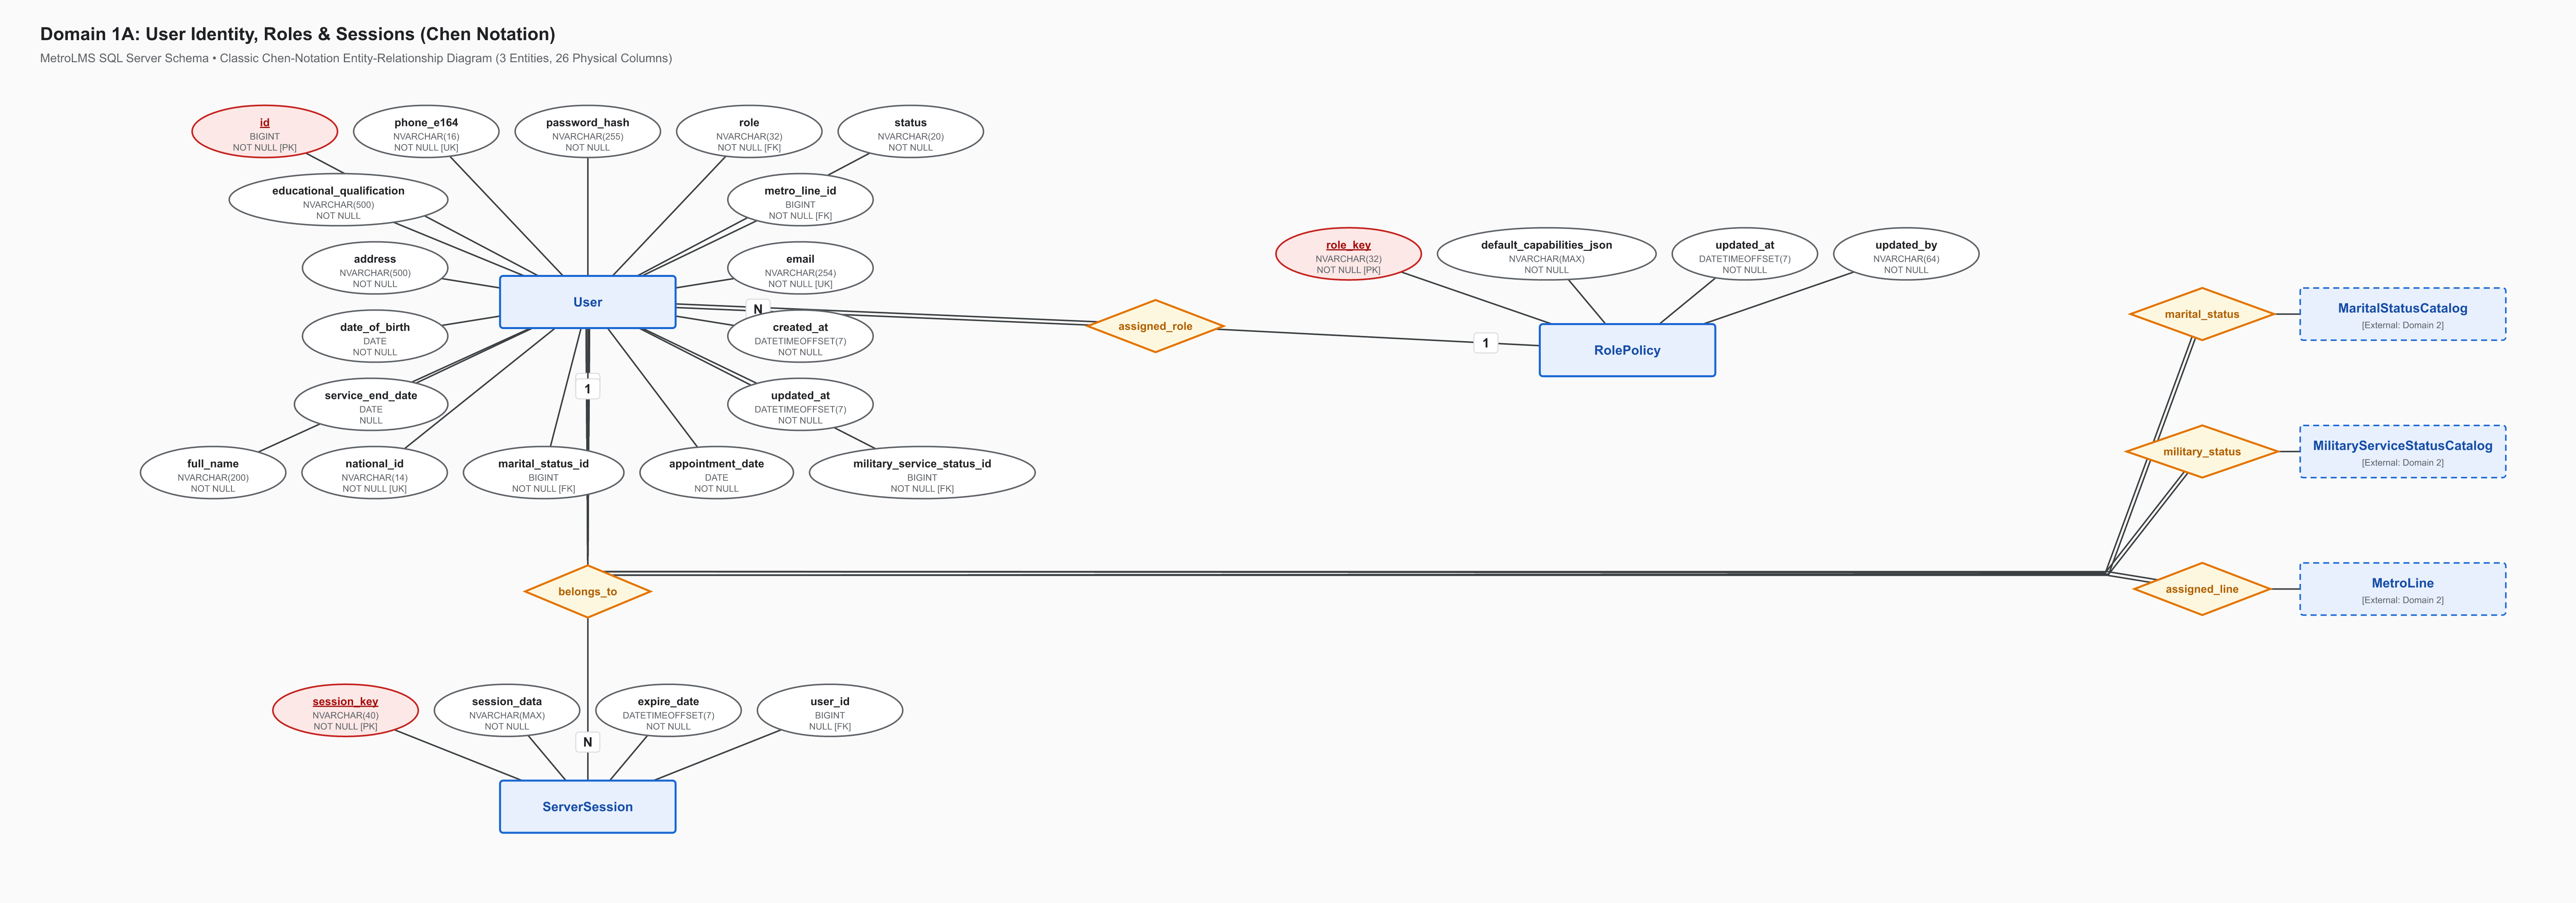 Domain 1A: User Identity, Roles & Sessions (Chen Notation)
MetroLMS SQL Server Schema • Classic Chen-Notation Entity-Relationship Diagram (3 Entities, 26 Physical Columns)
id
BIGINT
NOT NULL [PK]
phone_e164
NVARCHAR(16)
NOT NULL [UK]
password_hash
NVARCHAR(255)
NOT NULL
role
NVARCHAR(32)
NOT NULL [FK]
status
NVARCHAR(20)
NOT NULL
educational_qualification
NVARCHAR(500)
NOT NULL
metro_line_id
BIGINT
NOT NULL [FK]
address
NVARCHAR(500)
NOT NULL
email
NVARCHAR(254)
NOT NULL [UK]
User
N
date_of_birth
DATE
NOT NULL
created_at
DATETIMEOFFSET(7)
NOT NULL
assigned_role
1
role_key
NVARCHAR(32)
NOT NULL [PK]
default_capabilities_json
NVARCHAR(MAX)
NOT NULL
updated_at
DATETIMEOFFSET(7)
NOT NULL
updated_by
NVARCHAR(64)
NOT NULL
RolePolicy
marital_status
MaritalStatusCatalog
[External: Domain 2]
service_end_date
DATE
NULL
1
updated_at
DATETIMEOFFSET(7)
NOT NULL
full_name
NVARCHAR(200)
NOT NULL
national_id
NVARCHAR(14)
NOT NULL [UK]
marital_status_id
BIGINT
NOT NULL [FK]
appointment_date
DATE
NOT NULL
military_service_status_id
BIGINT
NOT NULL [FK]
military_status
MilitaryServiceStatusCatalog
[External: Domain 2]
belongs_to
assigned_line
MetroLine
[External: Domain 2]
session_key
NVARCHAR(40)
NOT NULL [PK]
session_data
NVARCHAR(MAX)
NOT NULL
expire_date
DATETIMEOFFSET(7)
NOT NULL
user_id
BIGINT
NULL [FK]
N
ServerSession